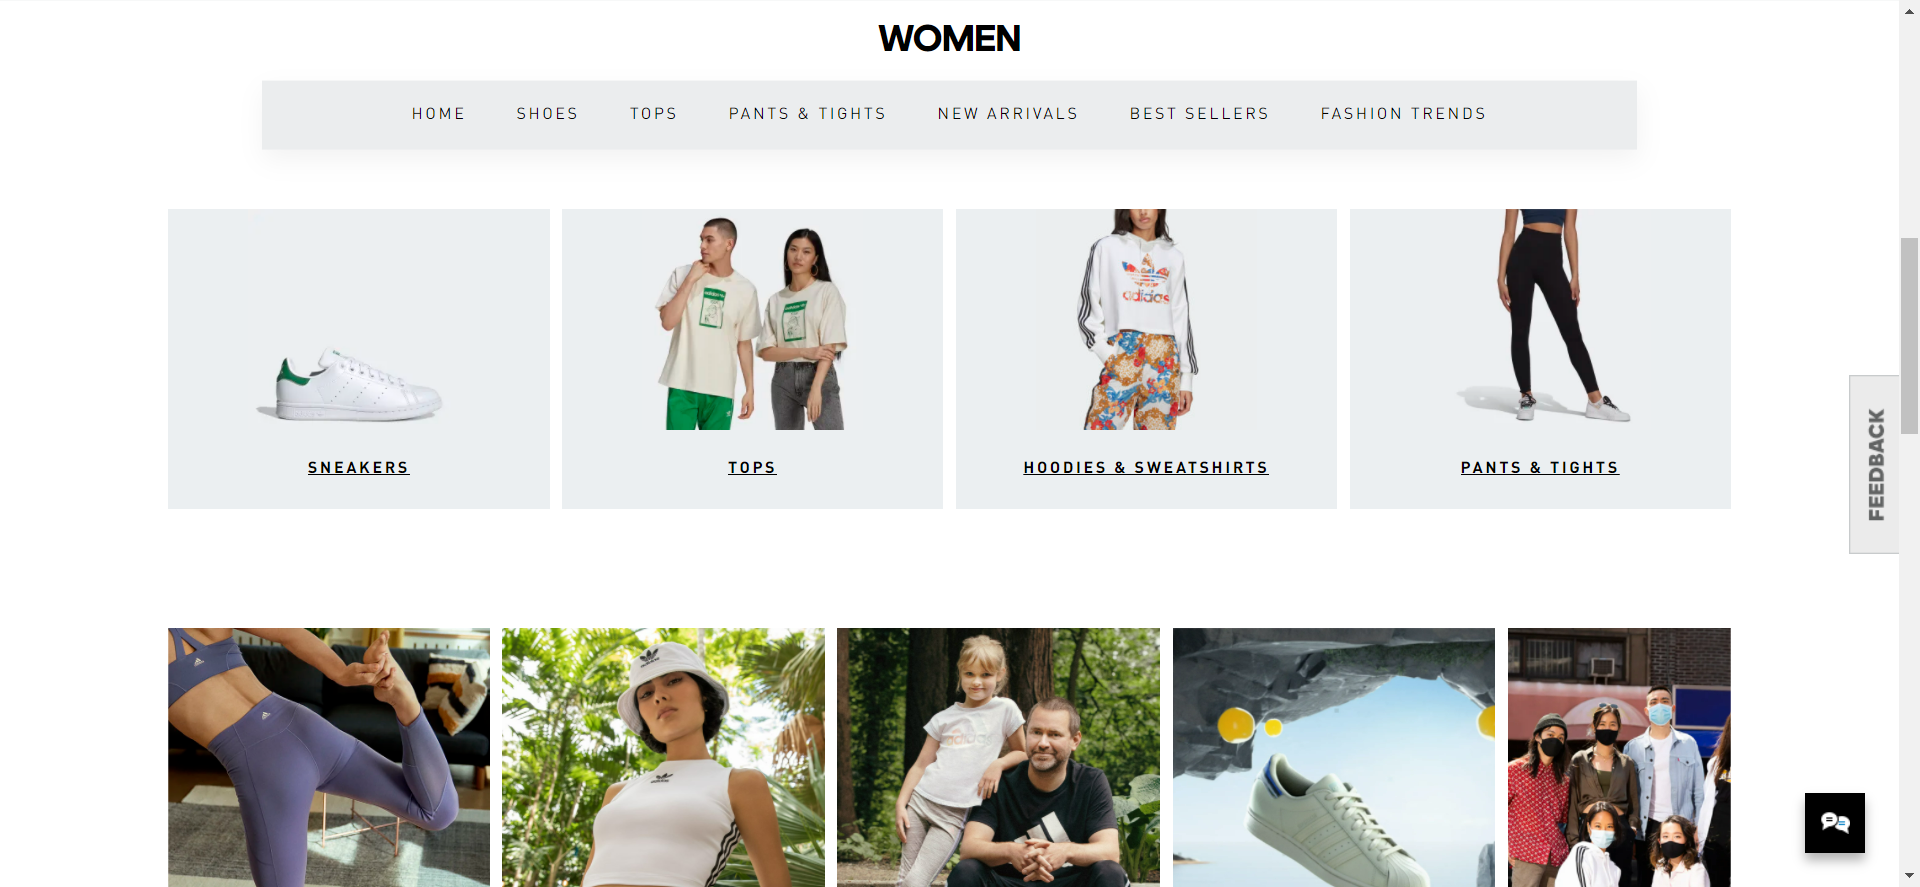 WOMEN
HOME SHOES TOPS PANTS & TIGHTS NEW ARRIVALS BEST SELLERS FASHION TRENDS
adidas
SNEAKERS TOPS HOODIES & SWEATSHIRTS PANTS & TIGHTS
FEEDBACK